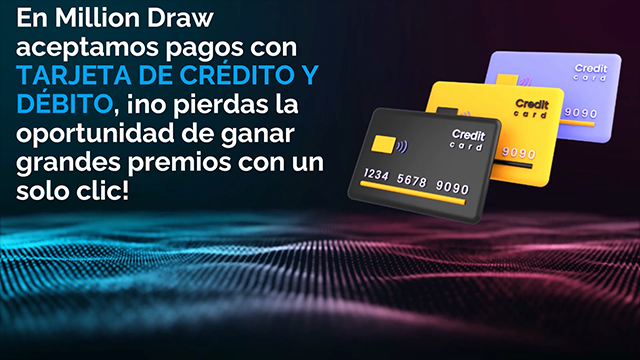 En Million Draw
aceptamos pagos con
TARJETA DE CRÉDITO Y
DÉBITO, ¡no pierdas la
oportunidad de ganar
grandes premios con un
solo clic!
Credit
card
9090
Credit
card
9090
Credit
card
1234 5678 9090